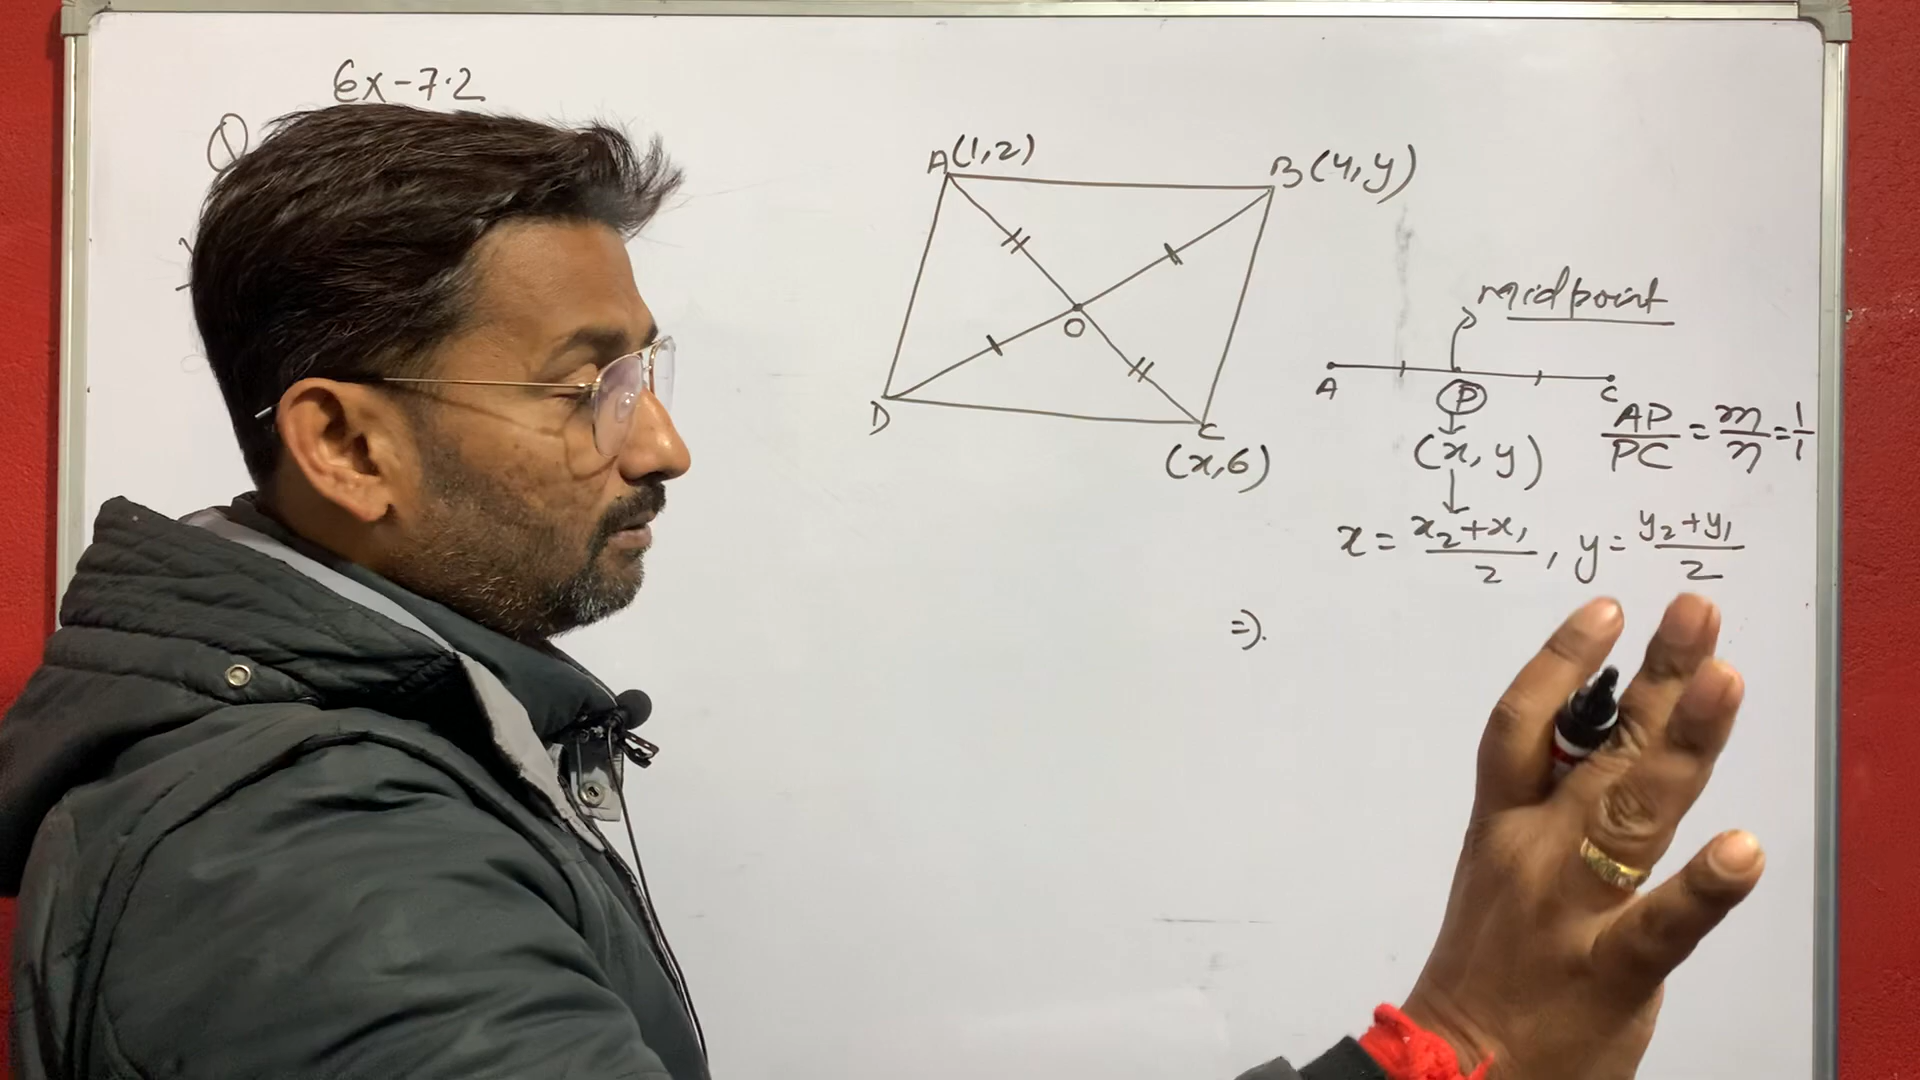 Ex-7.2
Q
A(1,2)
B(4,y)
O
D
C
(x,6)
midpoint
A
P
C
(x,y)
AP/PC = m/n = 1/1
x = x₂+x₁/2, y = y₂+y₁/2
=).